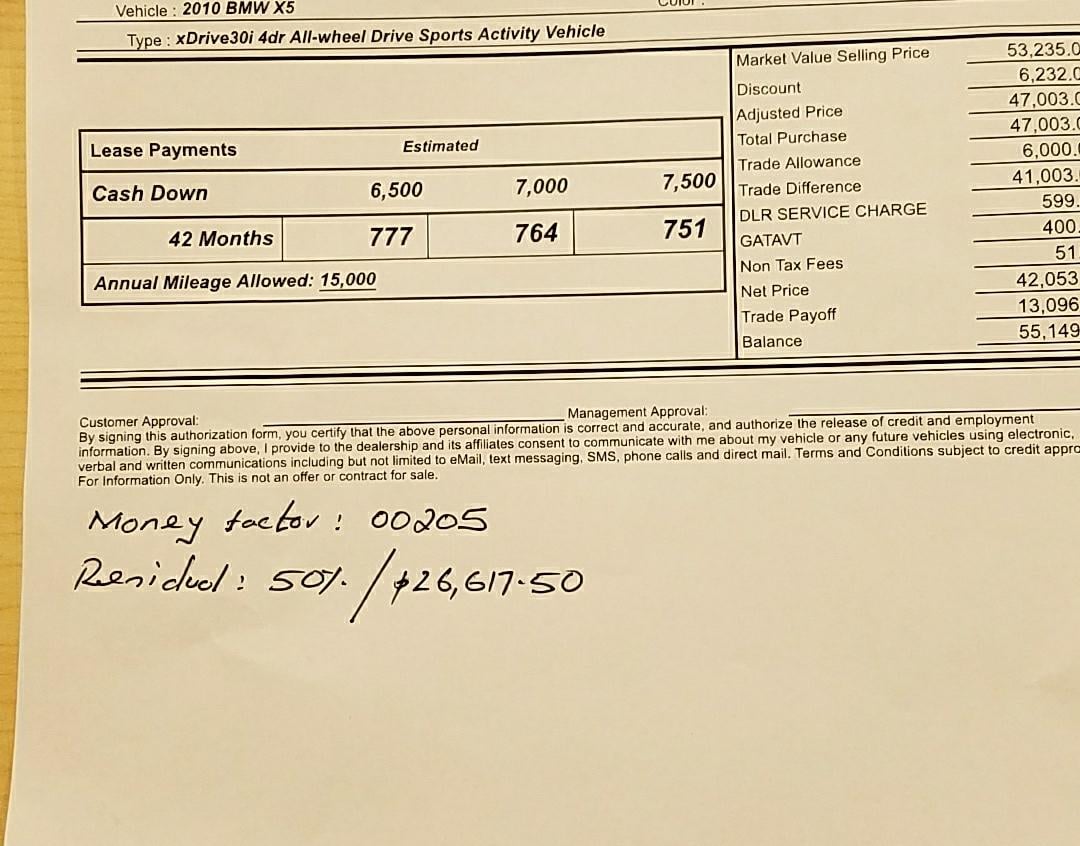 Vehicle : 2010 BMW X5
Color :
Type : xDrive30i 4dr All-wheel Drive Sports Activity Vehicle
Lease Payments Estimated
Cash Down 6,500 7,000 7,500
42 Months 777 764 751
Annual Mileage Allowed: 15,000
Market Value Selling Price 53,235.0
Discount 6,232.0
Adjusted Price 47,003.0
Total Purchase 47,003.0
Trade Allowance 6,000.
Trade Difference 41,003.
DLR SERVICE CHARGE 599.
GATAVT 400.
Non Tax Fees 51
Net Price 42,053
Trade Payoff 13,096
Balance 55,149
Customer Approval: Management Approval:
By signing this authorization form, you certify that the above personal information is correct and accurate, and authorize the release of credit and employment
information. By signing above, I provide to the dealership and its affiliates consent to communicate with me about my vehicle or any future vehicles using electronic,
verbal and written communications including but not limited to eMail, text messaging, SMS, phone calls and direct mail. Terms and Conditions subject to credit appro
For Information Only. This is not an offer or contract for sale.
Money factor : 00205
Residual : 50% / $26,617.50